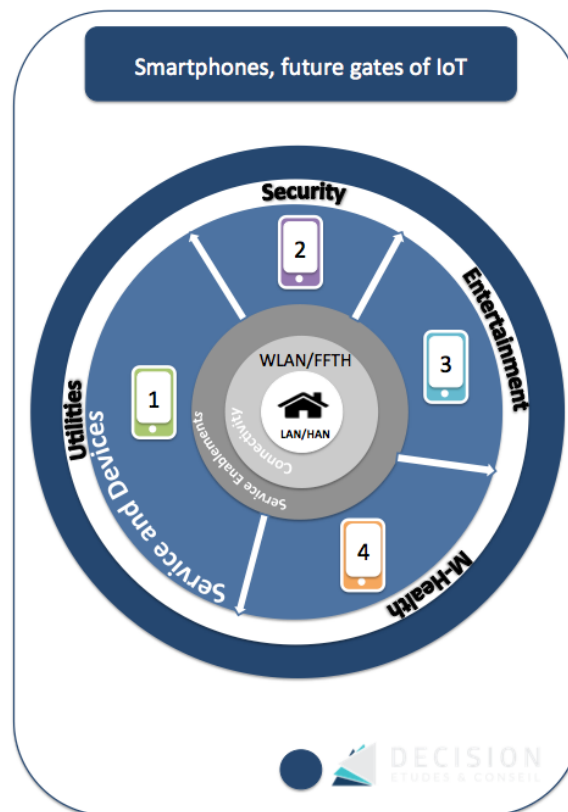 Smartphones, future gates of IoT
Security
2
Entertainment
3
WLAN/FFTH
1
LAN/HAN
Utilities
Connectivity
Service Enablements
Service and Devices
4
M-Health
DECISION
ETUDES & CONSEIL